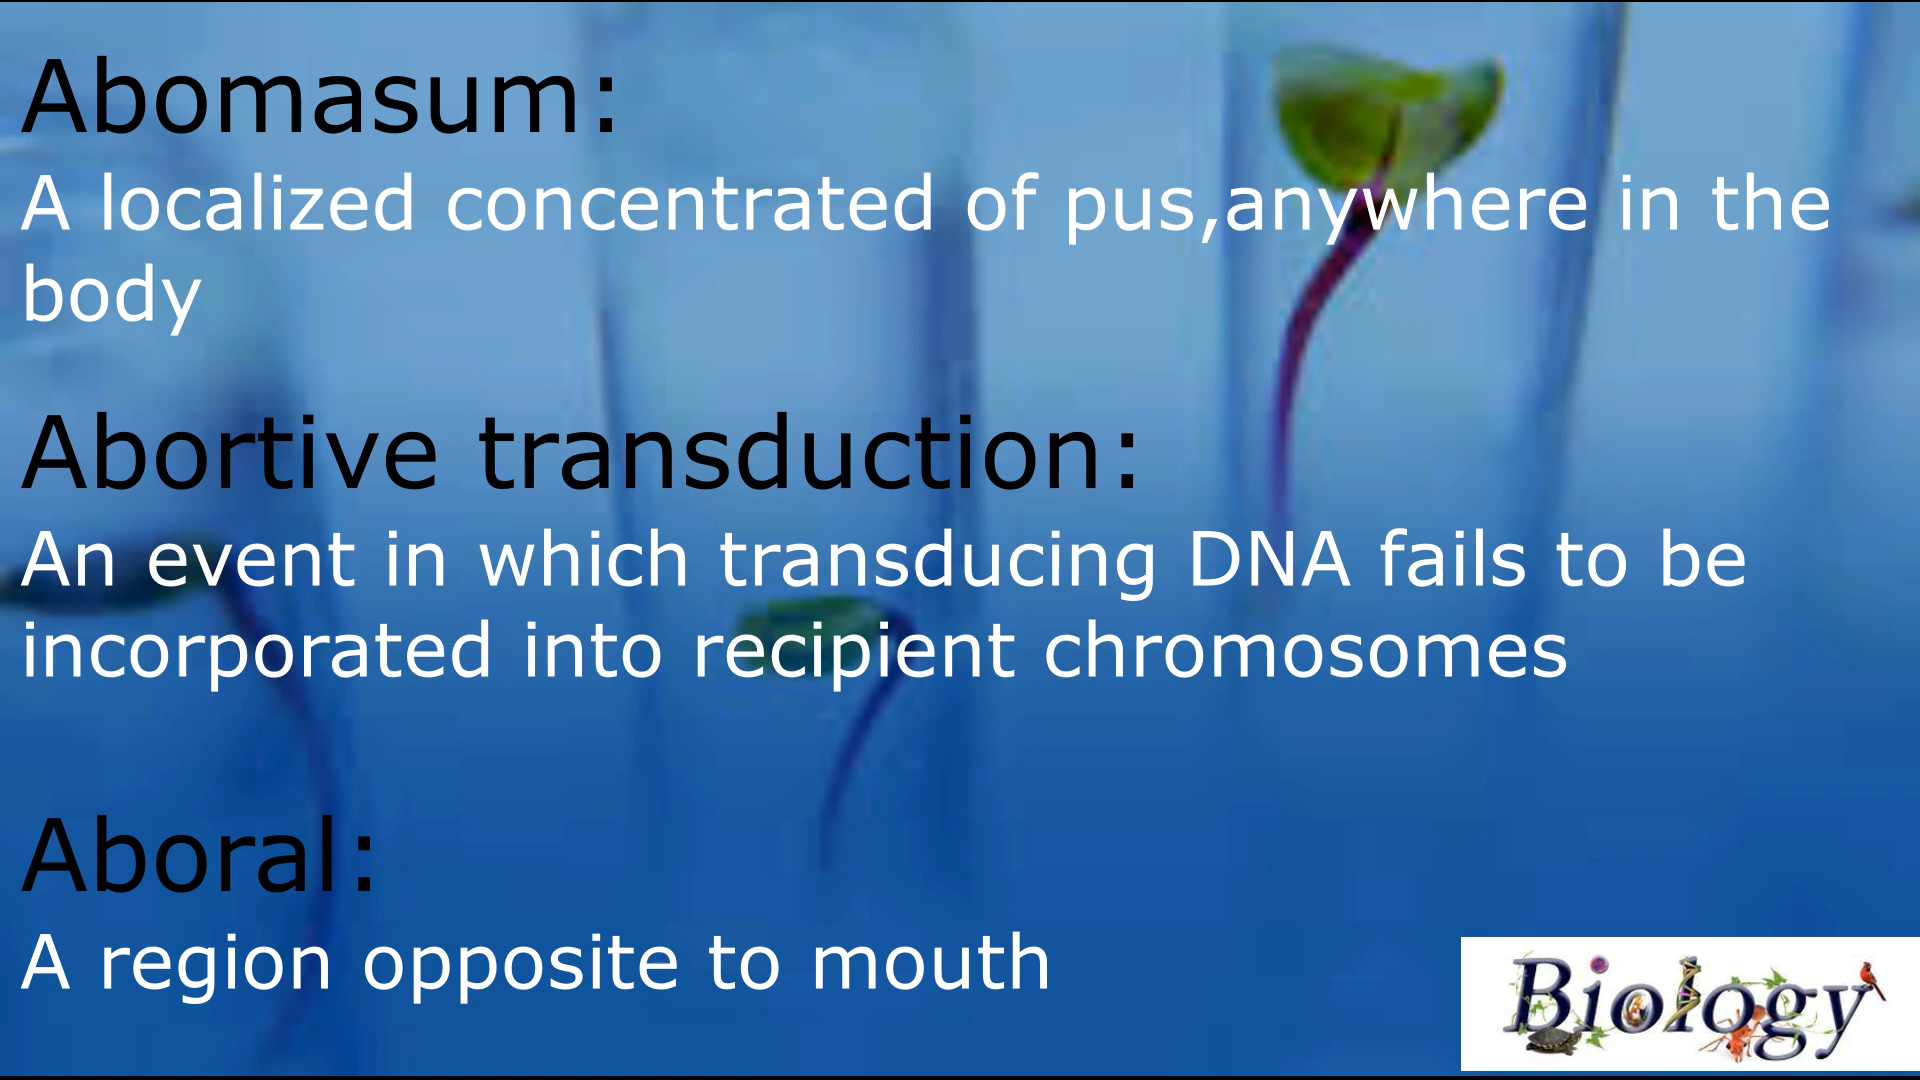 Abomasum:
A localized concentrated of pus,anywhere in the
body
Abortive transduction:
An event in which transducing DNA fails to be
incorporated into recipient chromosomes
Aboral:
A region opposite to mouth
Biology